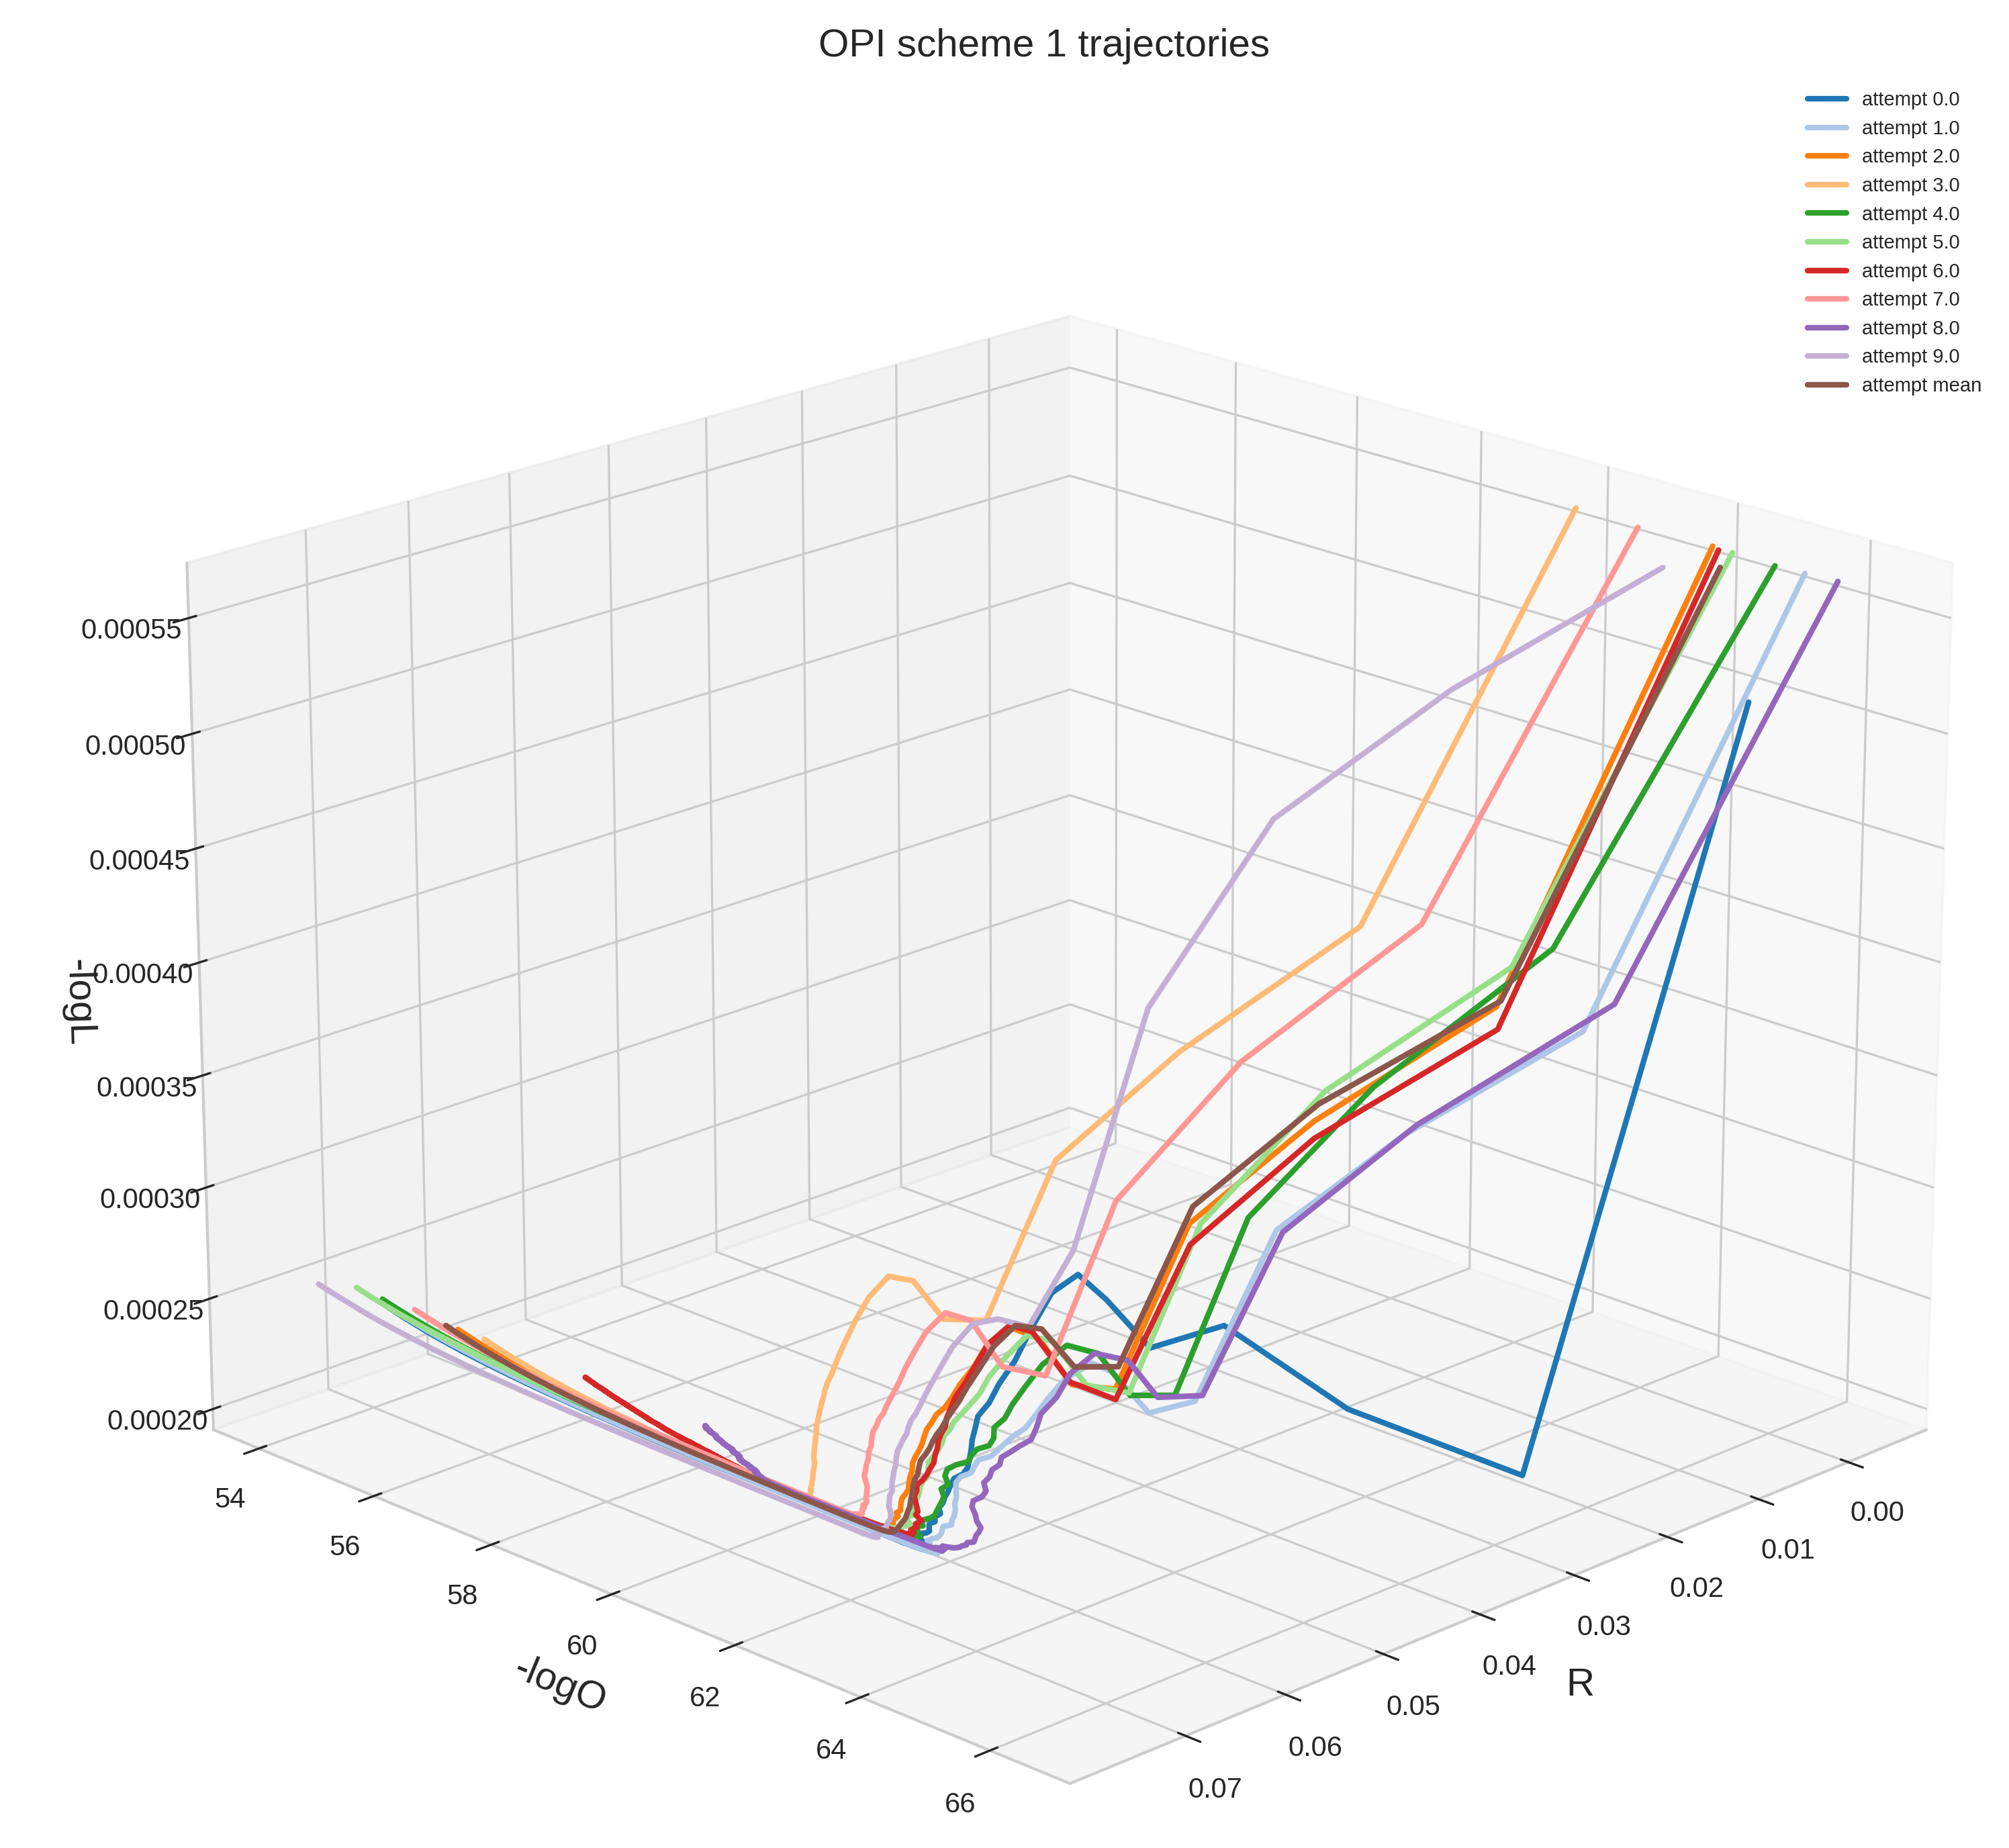 OPI scheme 1 trajectories
attempt 0.0
attempt 1.0
attempt 2.0
attempt 3.0
attempt 4.0
attempt 5.0
attempt 6.0
attempt 7.0
attempt 8.0
attempt 9.0
attempt mean
0.00055
0.00050
0.00045
0.00040
0.00035
0.00030
0.00025
0.00020
-logL
54
56
58
60
62
64
66
-logO
0.00
0.01
0.02
0.03
0.04
0.05
0.06
0.07
R